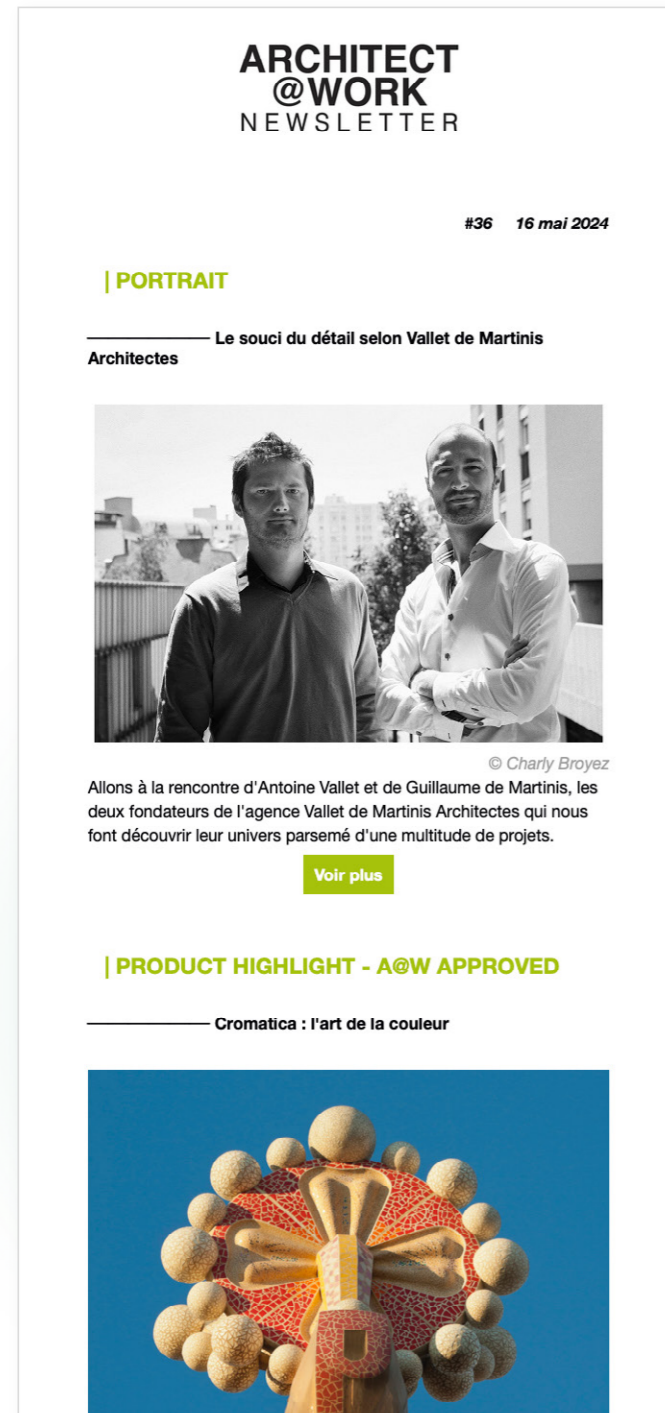 ARCHITECT
@WORK
NEWSLETTER
#36 16 mai 2024
| PORTRAIT
Le souci du détail selon Vallet de Martinis
Architectes
© Charly Broyez
Allons à la rencontre d'Antoine Vallet et de Guillaume de Martinis, les
deux fondateurs de l'agence Vallet de Martinis Architectes qui nous
font découvrir leur univers parsemé d'une multitude de projets.
Voir plus
| PRODUCT HIGHLIGHT - A@W APPROVED
Cromatica : l'art de la couleur
P